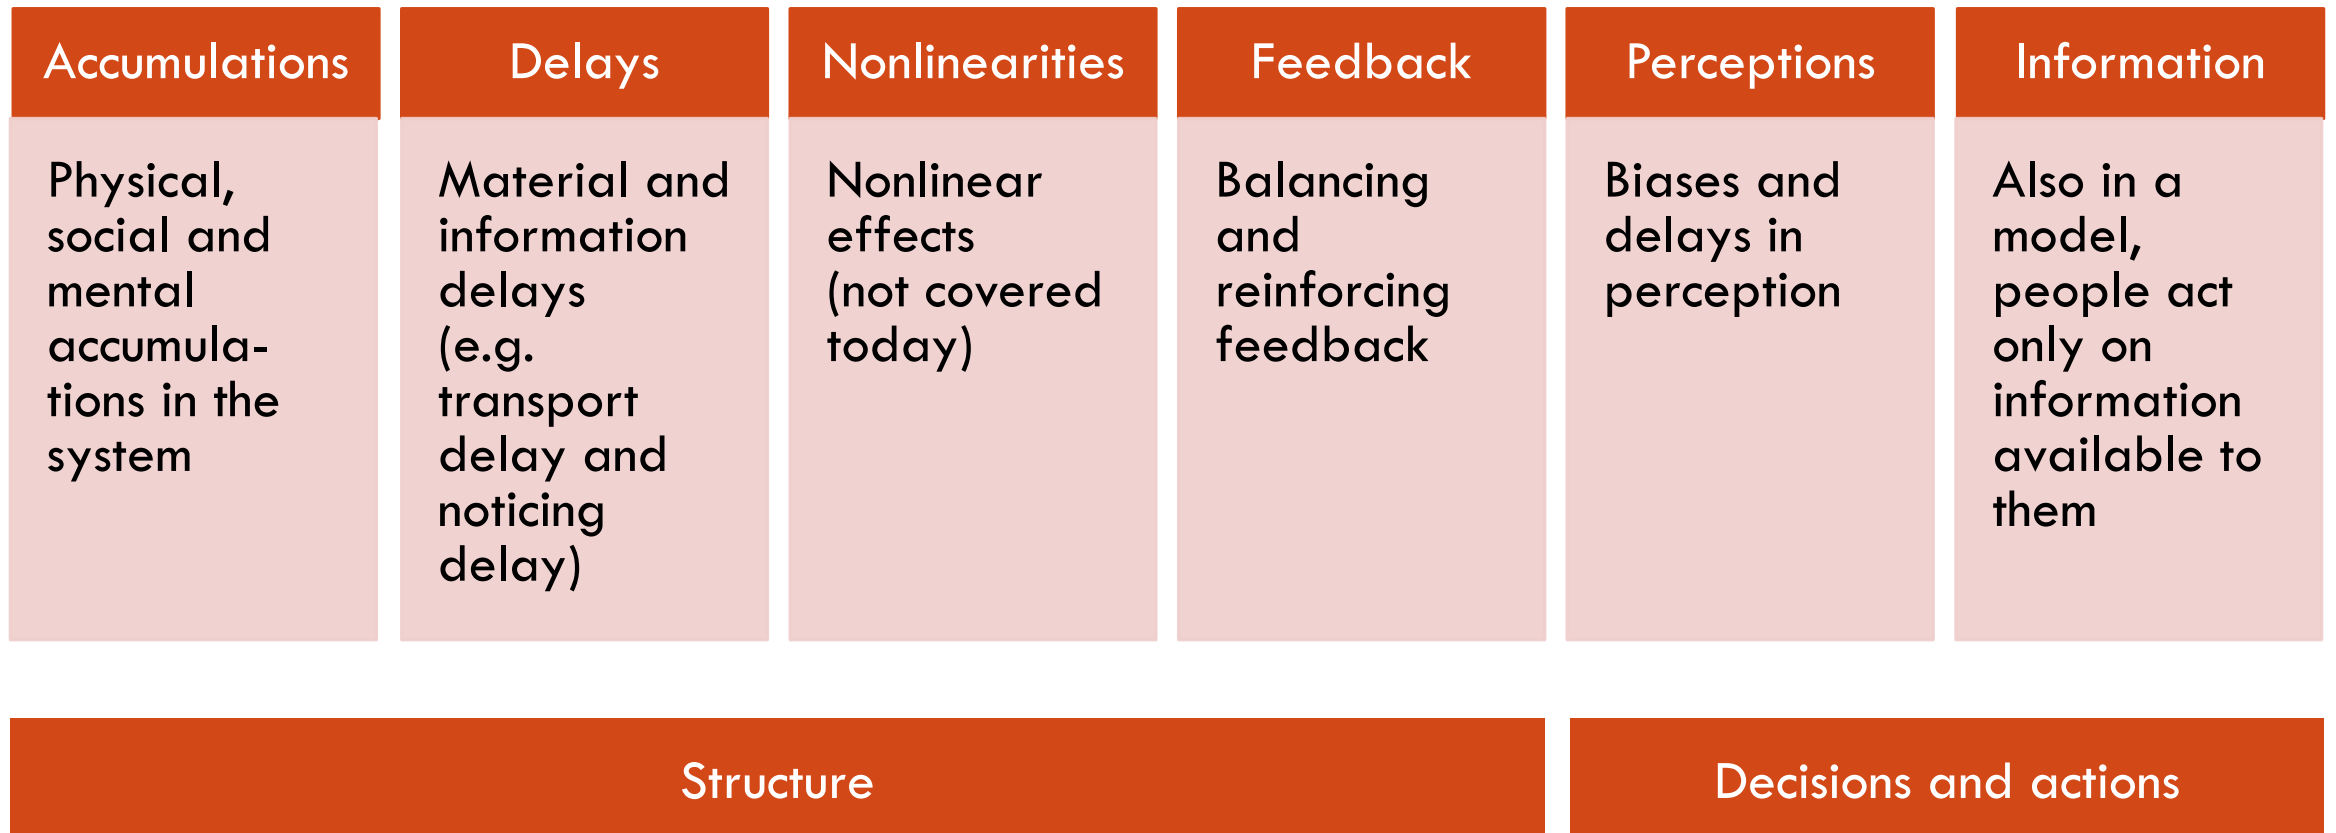 Accumulations
Physical,
social and
mental
accumula-
tions in the
system
Delays
Material and
information
delays
(e.g.
transport
delay and
noticing
delay)
Nonlinearities
Nonlinear
effects
(not covered
today)
Feedback
Balancing
and
reinforcing
feedback
Perceptions
Biases and
delays in
perception
Information
Also in a
model,
people act
only on
information
available to
them
Structure
Decisions and actions